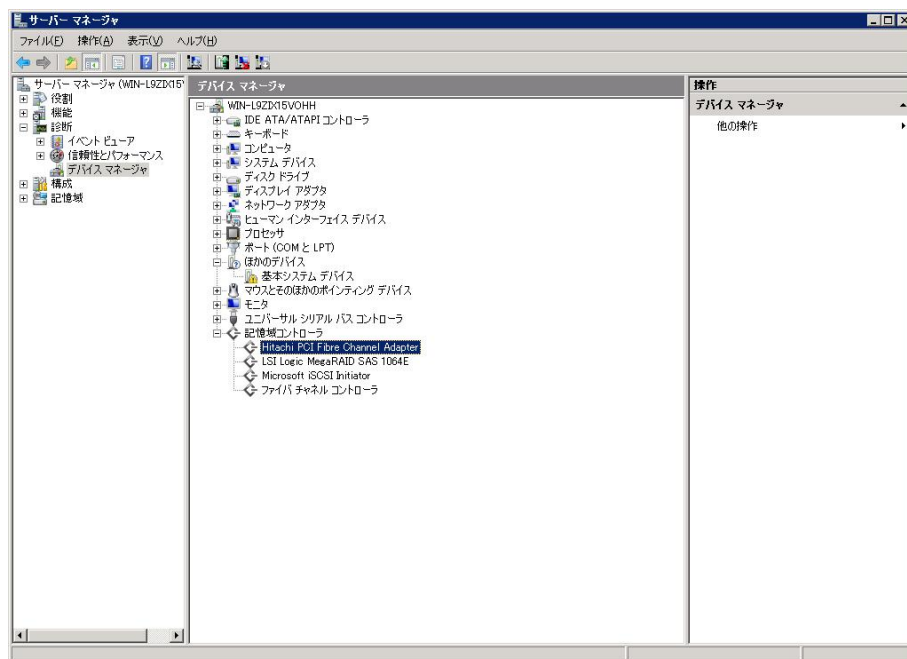 サーバー マネージャ
ファイル(F) 操作(A) 表示(V) ヘルプ(H)
サーバー マネージャ (WIN-L9ZDX15
役割
機能
診断
イベント ビューア
信頼性とパフォーマンス
デバイス マネージャ
構成
記憶域
デバイス マネージャ
WIN-L9ZDX15VOHH
IDE ATA/ATAPI コントローラ
キーボード
コンピュータ
システム デバイス
ディスク ドライブ
ディスプレイ アダプタ
ネットワーク アダプタ
ヒューマン インターフェイス デバイス
プロセッサ
ポート (COM と LPT)
ほかのデバイス
基本システム デバイス
マウスとそのほかのポインティング デバイス
モニタ
ユニバーサル シリアル バス コントローラ
記憶域コントローラ
Hitachi PCI Fibre Channel Adapter
LSI Logic MegaRAID SAS 1064E
Microsoft iSCSI Initiator
ファイバ チャネル コントローラ
操作
デバイス マネージャ
他の操作